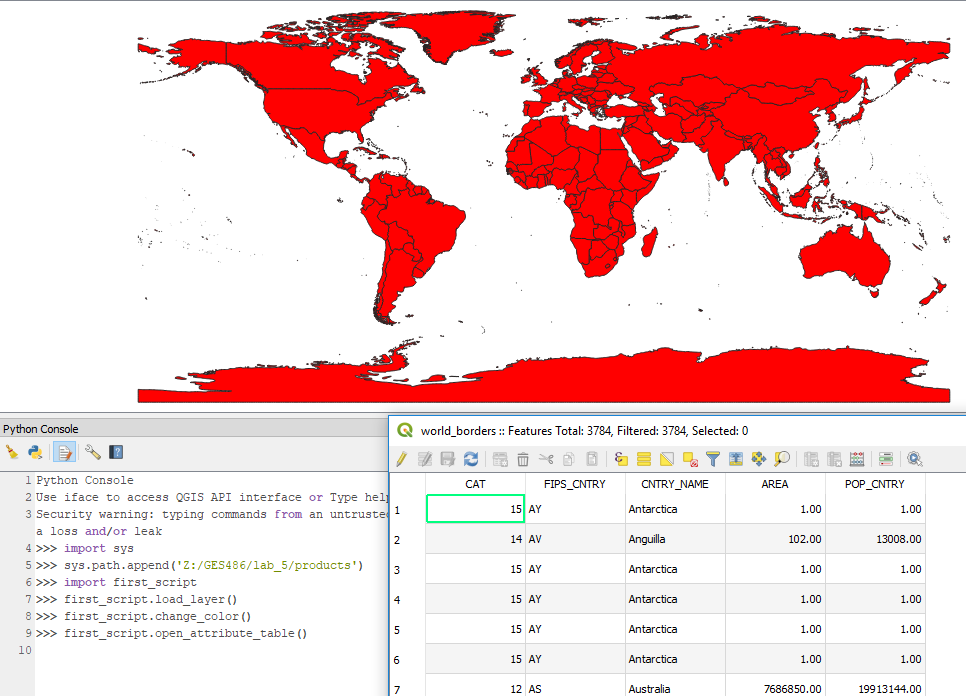 Python Console
world_borders :: Features Total: 3784, Filtered: 3784, Selected: 0
1 Python Console
2 Use iface to access QGIS API interface or Type help
3 Security warning: typing commands from an untruste
a loss and/or leak
4 >>> import sys
5 >>> sys.path.append('Z:/GES486/lab_5/products')
6 >>> import first_script
7 >>> first_script.load_layer()
8 >>> first_script.change_color()
9 >>> first_script.open_attribute_table()
10
CAT FIPS_CNTRY CNTRY_NAME AREA POP_CNTRY
1 15 AY Antarctica 1.00 1.00
2 14 AV Anguilla 102.00 13008.00
3 15 AY Antarctica 1.00 1.00
4 15 AY Antarctica 1.00 1.00
5 15 AY Antarctica 1.00 1.00
6 15 AY Antarctica 1.00 1.00
7 12 AS Australia 7686850.00 19913144.00